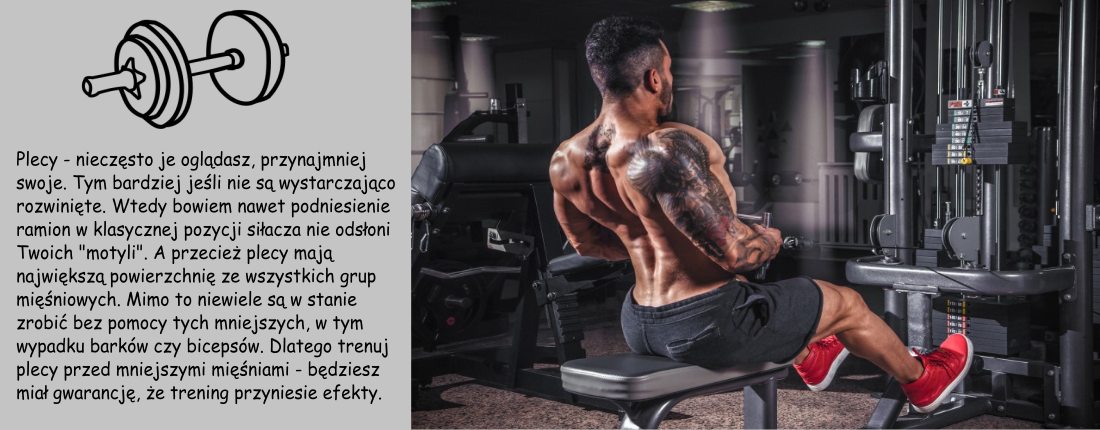 Plecy - nieczęsto je oglądasz, przynajmniej
swoje. Tym bardziej jeśli nie są wystarczająco
rozwinięte. Wtedy bowiem nawet podniesienie
ramion w klasycznej pozycji siłacza nie odsłoni
Twoich "motyli". A przecież plecy mają
największą powierzchnię ze wszystkich grup
mięśniowych. Mimo to niewiele są w stanie
zrobić bez pomocy tych mniejszych, w tym
wypadku barków czy bicepsów. Dlatego trenuj
plecy przed mniejszymi mięśniami - będziesz
miał gwarancję, że trening przyniesie efekty.